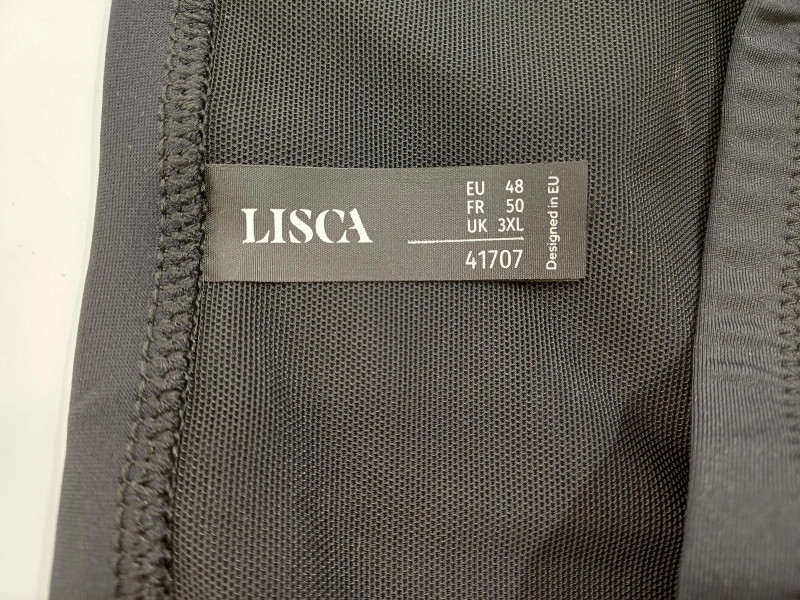 LISCA
EU 48
FR 50
UK 3XL
41707
Designed in EU